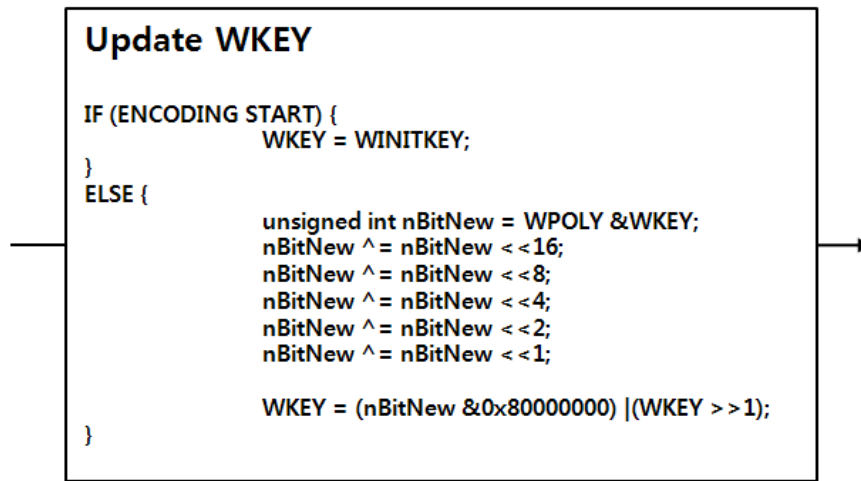 Update WKEY
IF (ENCODING START) {
WKEY = WINITKEY;
}
ELSE {
unsigned int nBitNew = WPOLY &WKEY;
nBitNew ^= nBitNew <<16;
nBitNew ^= nBitNew <<8;
nBitNew ^= nBitNew <<4;
nBitNew ^= nBitNew <<2;
nBitNew ^= nBitNew <<1;
WKEY = (nBitNew &0x80000000) |(WKEY >>1);
}